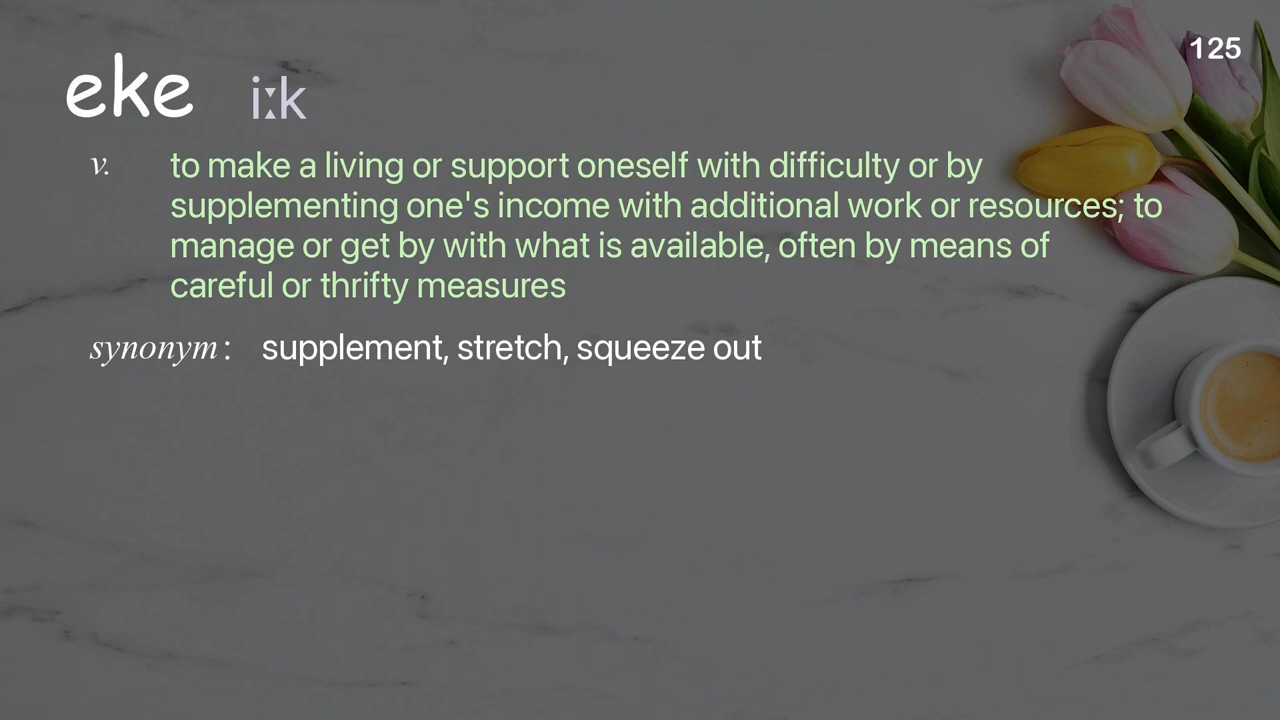 125
eke iːk
v. to make a living or support oneself with difficulty or by
supplementing one's income with additional work or resources; to
manage or get by with what is available, often by means of
careful or thrifty measures
synonym: supplement, stretch, squeeze out